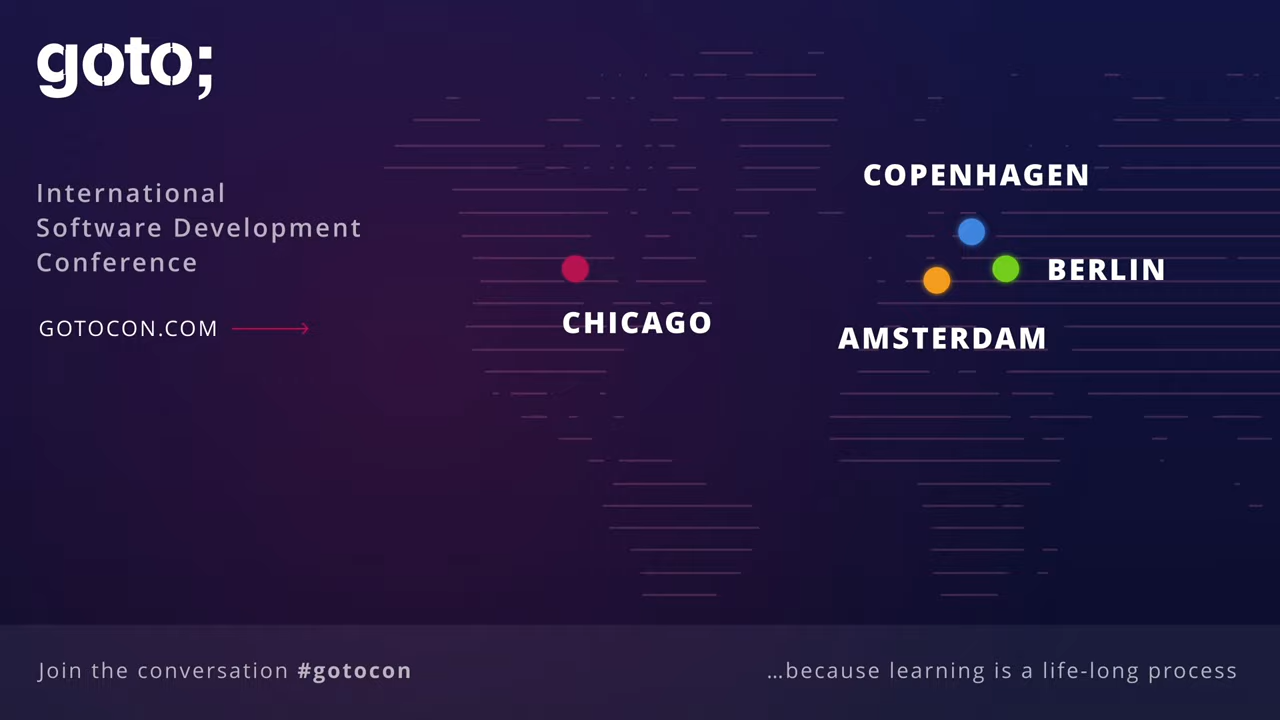 goto;
International
Software Development
Conference
GOTOCON.COM
COPENHAGEN
BERLIN
CHICAGO
AMSTERDAM
Join the conversation #gotocon
...because learning is a life-long process